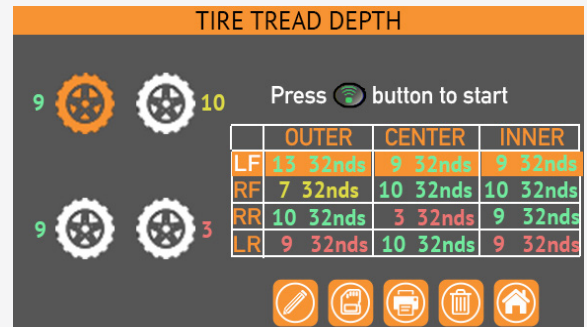 TIRE TREAD DEPTH
9 10
Press button to start
OUTER CENTER INNER
LF 13 32nds 9 32nds 9 32nds
RF 7 32nds 10 32nds 10 32nds
RR 10 32nds 3 32nds 9 32nds
9 3
LR 9 32nds 10 32nds 9 32nds